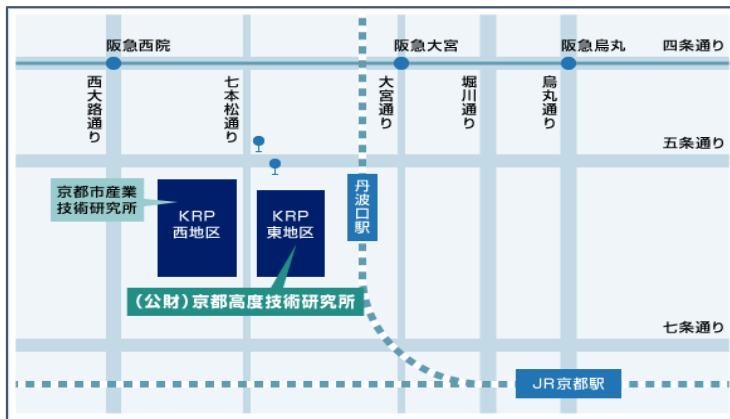 阪急西院
阪急大宮
阪急烏丸
四条通り
西大路通り
七本松通り
大宮通り
堀川通り
烏丸通り
五条通り
京都市産業
技術研究所
KRP
西地区
KRP
東地区
丹波口駅
(公財)京都高度技術研究所
七条通り
JR京都駅